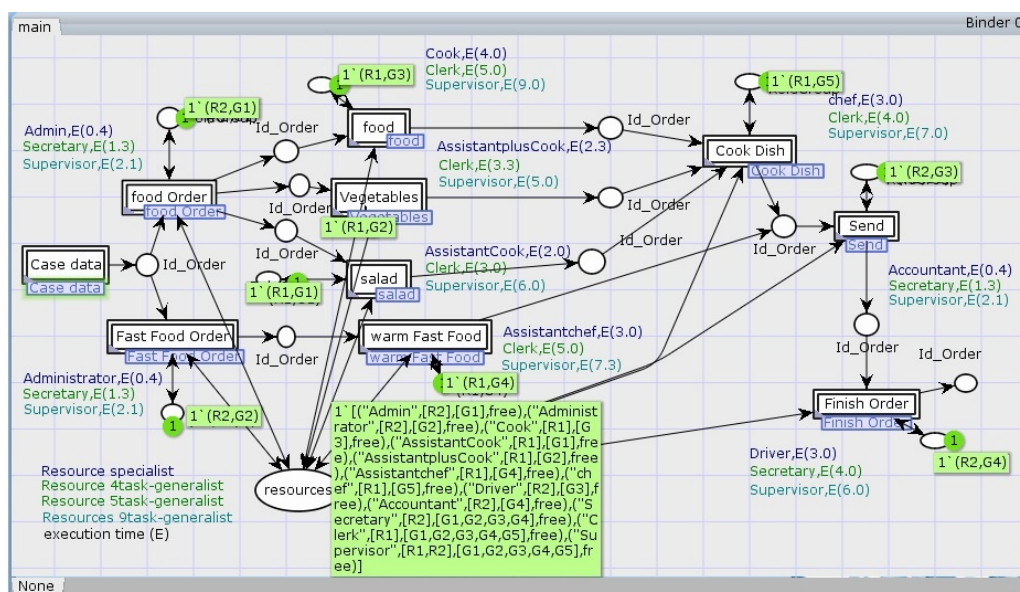 main
Binder 0
1`(R2,G1)
Admin,E(0.4)
Secretary,E(1.3)
Supervisor,E(2.1)
Id_Order
1`(R1,G3)
Cook,E(4.0)
Clerk,E(5.0)
Supervisor,E(9.0)
food
food
Id_Order
1`(R1,G5)
chef,E(3.0)
Clerk,E(4.0)
Supervisor,E(7.0)
Cook Dish
Cook Dish
food Order
food Order
Id_Order
Vegetables
Vegetables
1`(R1,G2)
AssistantplusCook,E(2.3)
Clerk,E(3.3)
Supervisor,E(5.0)
Id_Order
1`(R2,G3)
Send
Send
Id_Order
Id_Order
Case data
Case data
Id_Order
Id_Order
1
1`(R1,G1)
salad
salad
AssistantCook,E(2.0)
Clerk,E(3.0)
Supervisor,E(6.0)
Id_Order
Accountant,E(0.4)
Secretary,E(1.3)
Supervisor,E(2.1)
Fast Food Order
Fast Food Order
Id_Order
warm Fast Food
warm Fast Food
Assistantchef,E(3.0)
Clerk,E(5.0)
Supervisor,E(7.3)
1`(R1,G4)
Id_Order
Id_Order
Administrator,E(0.4)
Secretary,E(1.3)
Supervisor,E(2.1)
1
1`(R2,G2)
Finish Order
Finish Order
1
1`(R2,G4)
Driver,E(3.0)
Secretary,E(4.0)
Supervisor,E(6.0)
Resource specialist
Resource 4task-generalist
Resource 5task-generalist
Resources 9task-generalist
execution time (E)
resources
1`[("Admin",[R2],[G1],free),("Administ
rator",[R2],[G2],free),("Cook",[R1],[G
3],free),("AssistantCook",[R1],[G1],fre
e),("AssistantplusCook",[R1],[G2],free)
,("Assistantchef",[R1],[G4],free),("ch
ef",[R1],[G5],free),("Driver",[R2],[G3],f
ree),("Accountant",[R2],[G4],free),("S
ecretary",[R2],[G1,G2,G3,G4],free),("C
lerk",[R1],[G1,G2,G3,G4,G5],free),("Su
pervisor",[R1,R2],[G1,G2,G3,G4,G5],fr
ee)]
None